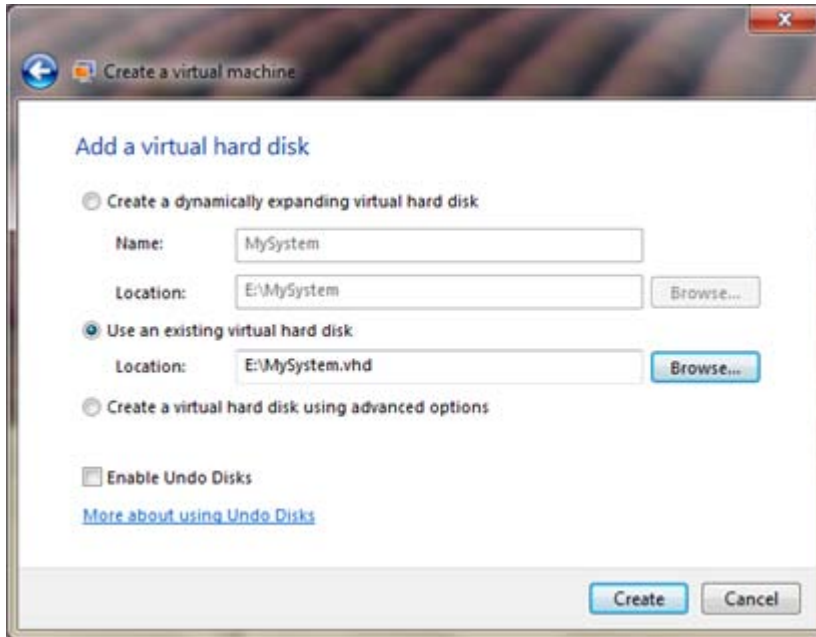 Create a virtual machine
Add a virtual hard disk
Create a dynamically expanding virtual hard disk
Name: MySystem
Location: E:\MySystem Browse...
Use an existing virtual hard disk
Location: E:\MySystem.vhd Browse...
Create a virtual hard disk using advanced options
Enable Undo Disks
More about using Undo Disks
Create Cancel